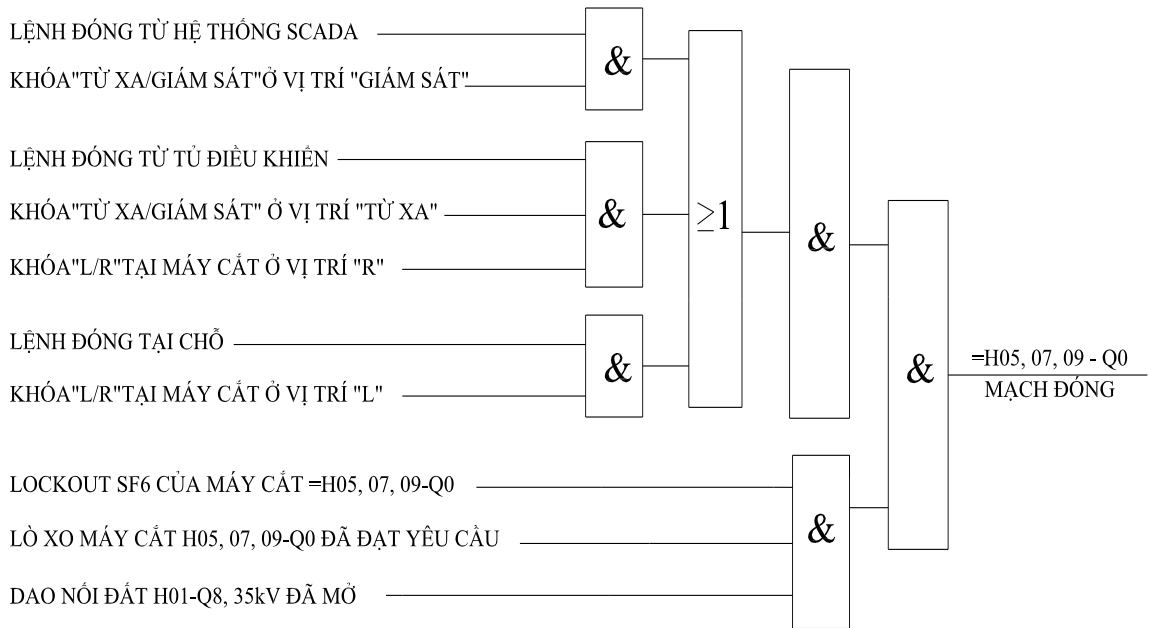 LỆNH ĐÓNG TỪ HỆ THỐNG SCADA
KHÓA"TỪ XA/GIÁM SÁT"Ở VỊ TRÍ "GIÁM SÁT"
&
LỆNH ĐÓNG TỪ TỦ ĐIỀU KHIỂN
KHÓA"TỪ XA/GIÁM SÁT" Ở VỊ TRÍ "TỪ XA"
KHÓA"L/R"TẠI MÁY CẮT Ở VỊ TRÍ "R"
&
LỆNH ĐÓNG TẠI CHỖ
KHÓA"L/R"TẠI MÁY CẮT Ở VỊ TRÍ "L"
&
≥1
&
LOCKOUT SF6 CỦA MÁY CẮT =H05, 07, 09-Q0
LÒ XO MÁY CẮT H05, 07, 09-Q0 ĐÃ ĐẠT YÊU CẦU
DAO NỐI ĐẤT H01-Q8, 35kV ĐÃ MỞ
&
&
=H05, 07, 09 - Q0
MẠCH ĐÓNG